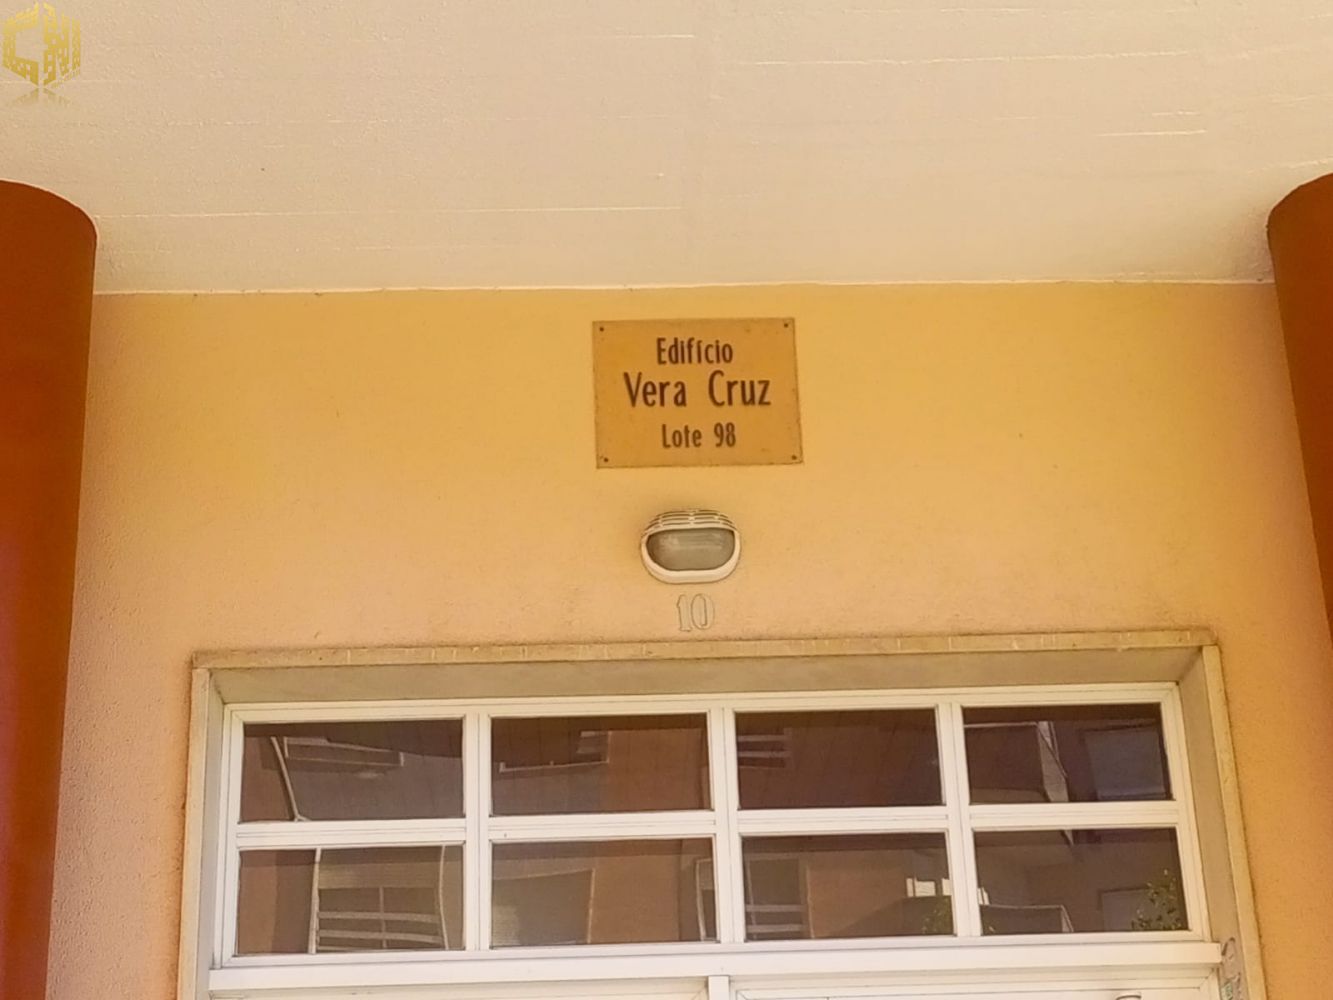 Edifício
Vera Cruz
Lote 98
10